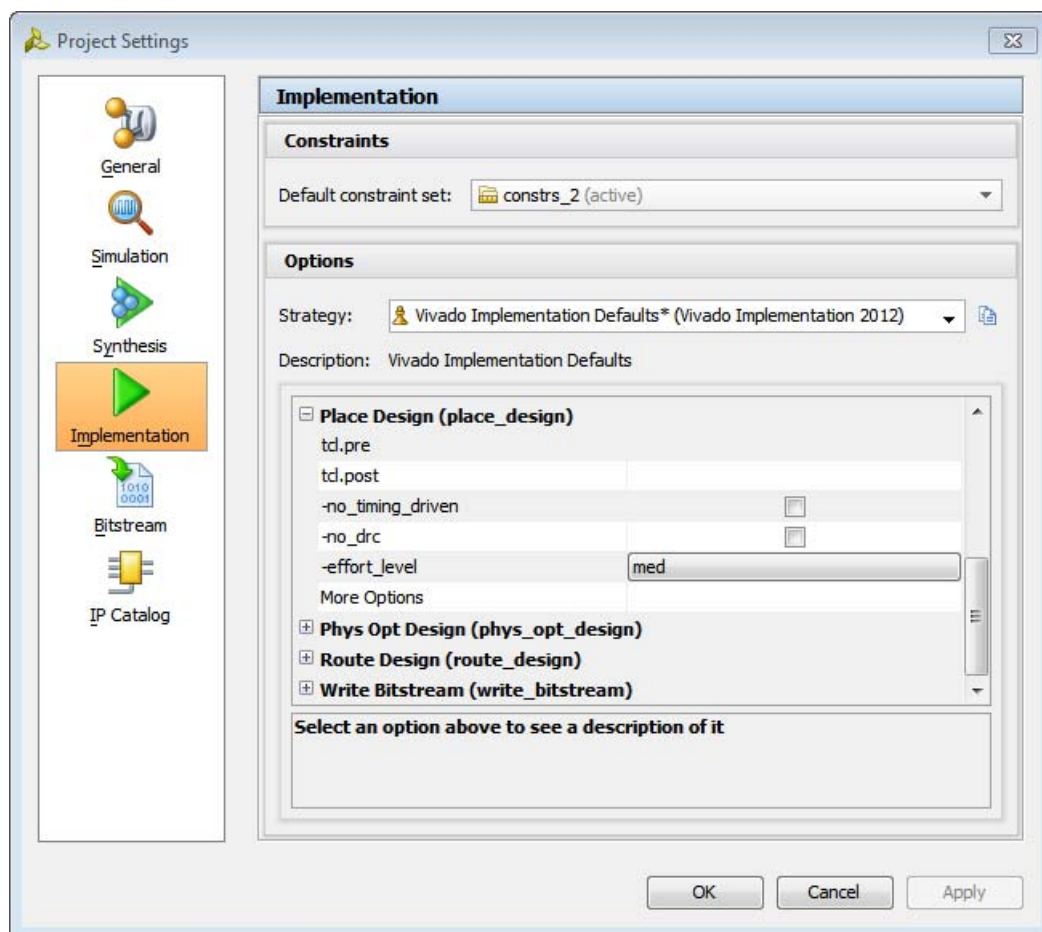 Project Settings
General
Simulation
Synthesis
Implementation
1010
0001
Bitstream
IP Catalog
Implementation
Constraints
Default constraint set: constrs_2 (active)
Options
Strategy: Vivado Implementation Defaults* (Vivado Implementation 2012)
Description: Vivado Implementation Defaults
Place Design (place_design)
tcl.pre
tcl.post
-no_timing_driven
-no_drc
-effort_level med
More Options
Phys Opt Design (phys_opt_design)
Route Design (route_design)
Write Bitstream (write_bitstream)
Select an option above to see a description of it
OK Cancel Apply